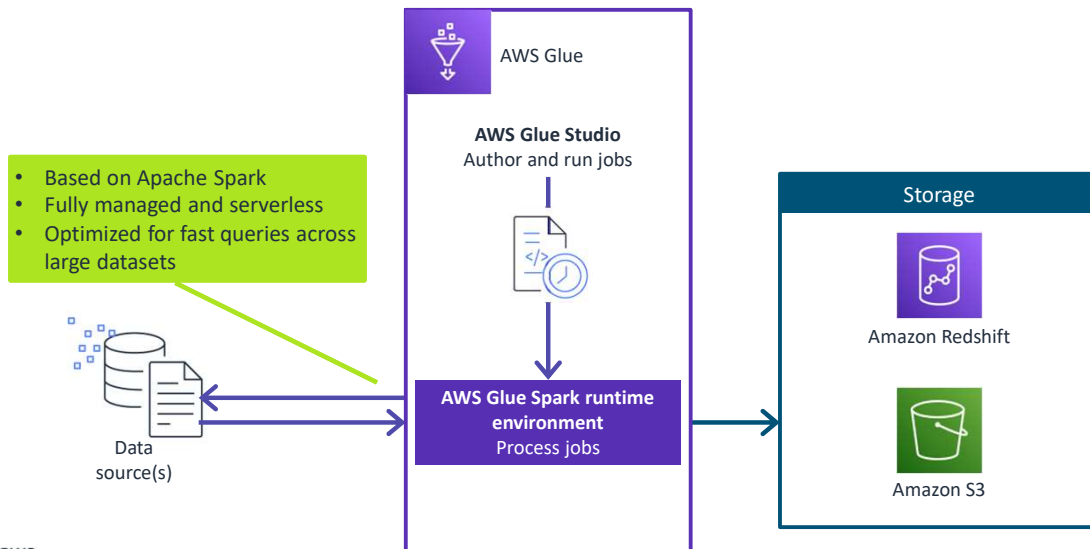 AWS Glue
AWS Glue Studio
Author and run jobs
• Based on Apache Spark
• Fully managed and serverless
• Optimized for fast queries across
large datasets
</>
Data
source(s)
AWS Glue Spark runtime
environment
Process jobs
Storage
Amazon Redshift
Amazon S3